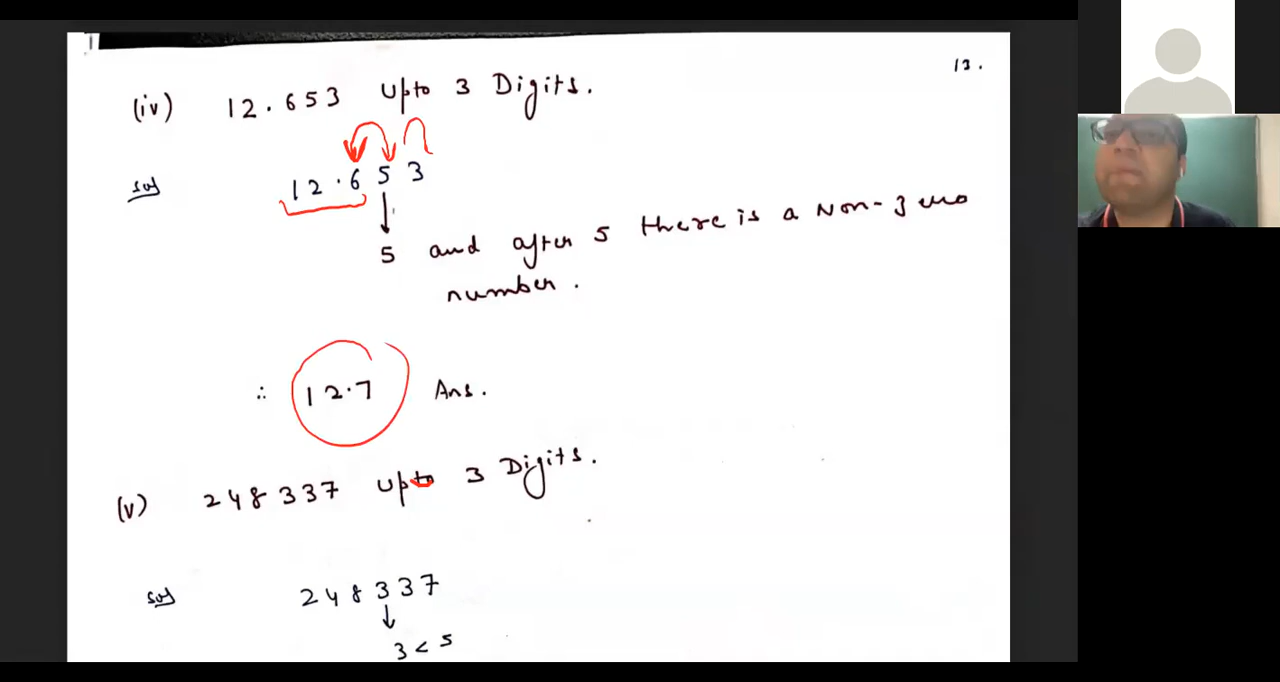 13.
(iv) 12.653 Upto 3 Digits.
Sol 12.653
5 and after 5 there is a Non-zero
number.
∴ 12.7 Ans.
(v) 248337 Upto 3 Digits.
Sol 248337
3 < 5